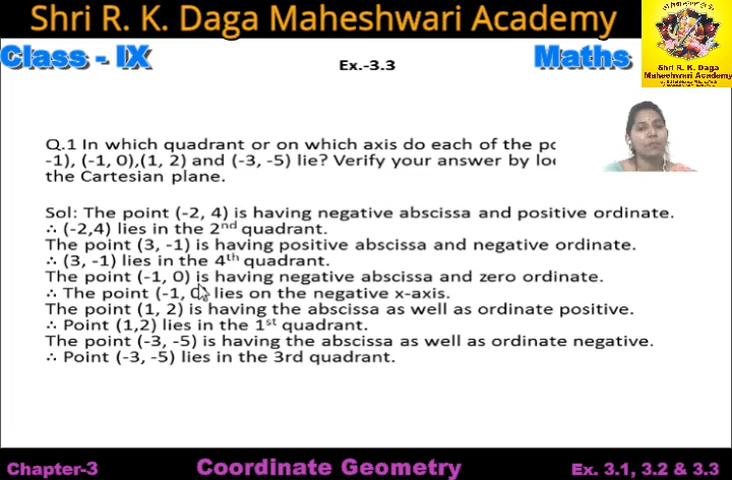 Shri R. K. Daga Maheshwari Academy
Class - IX
Ex.-3.3
Maths
Shri R. K. Daga
Maheshwari Academy
Q.1 In which quadrant or on which axis do each of the
-1), (-1, 0),(1, 2) and (-3, -5) lie? Verify your answer by
the Cartesian plane.
Sol: The point (-2, 4) is having negative abscissa and positive ordinate.
∴ (-2,4) lies in the 2nd quadrant.
The point (3, -1) is having positive abscissa and negative ordinate.
∴ (3, -1) lies in the 4th quadrant.
The point (-1, 0) is having negative abscissa and zero ordinate.
∴ The point (-1, 0) lies on the negative x-axis.
The point (1, 2) is having the abscissa as well as ordinate positive.
∴ Point (1,2) lies in the 1st quadrant.
The point (-3, -5) is having the abscissa as well as ordinate negative.
∴ Point (-3, -5) lies in the 3rd quadrant.
Chapter-3
Coordinate Geometry
Ex. 3.1, 3.2 & 3.3